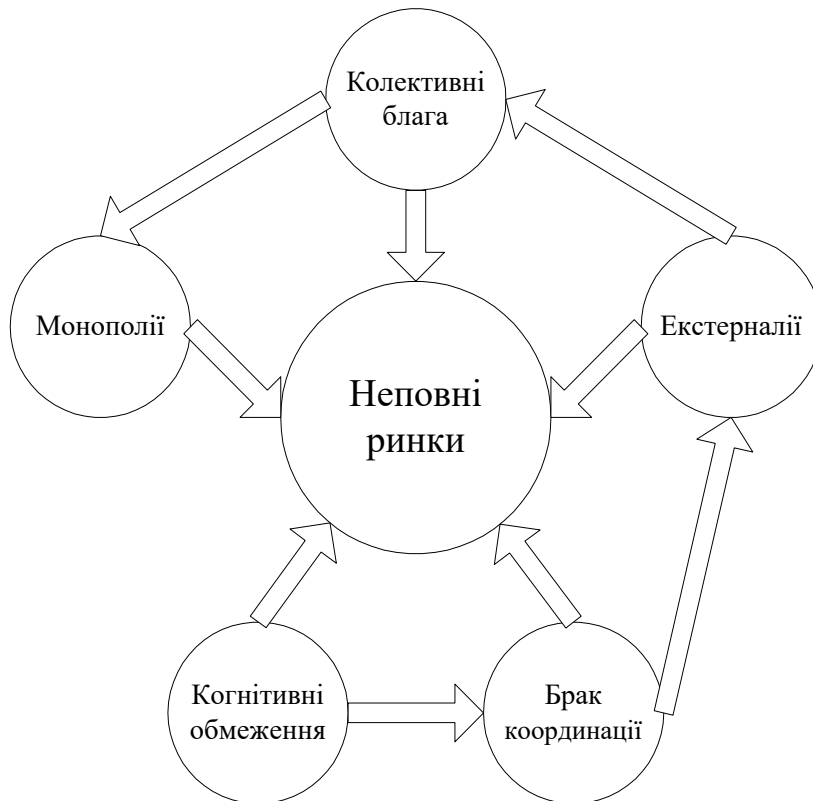 Колективні
блага
Монополії
Екстерналії
Неповні
ринки
Когнітивні
обмеження
Брак
координації